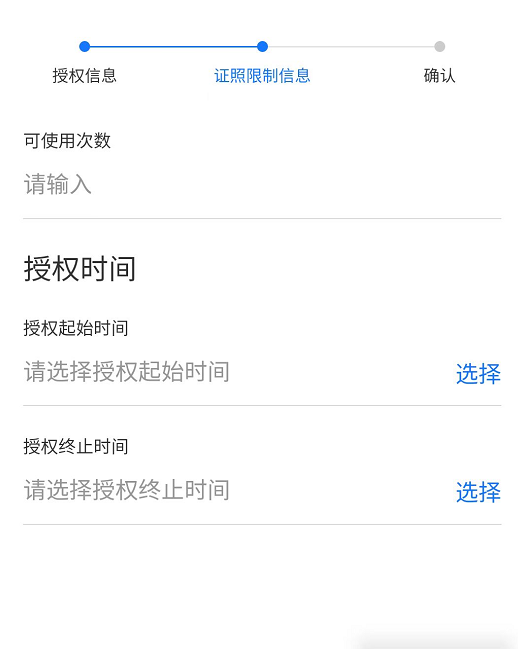 授权信息 证照限制信息 确认
可使用次数
请输入
授权时间
授权起始时间
请选择授权起始时间 选择
授权终止时间
请选择授权终止时间 选择